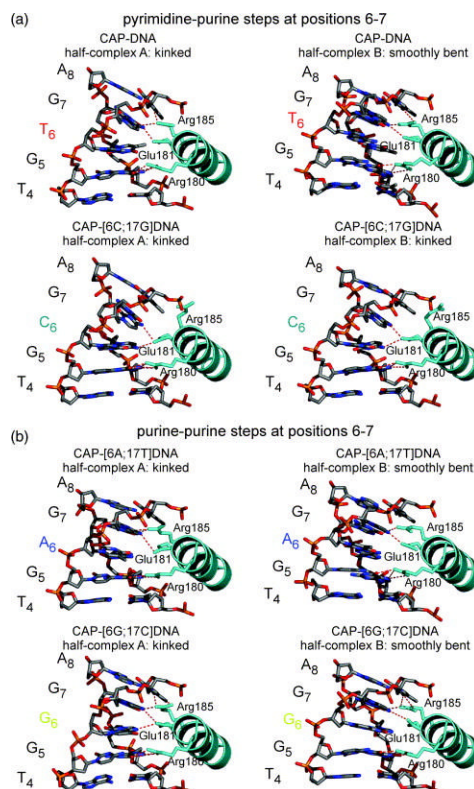 (a) pyrimidine-purine steps at positions 6-7
CAP-DNA
half-complex A: kinked
A8
G7
T6
G5
T4
Arg185
Glu181
Arg180
CAP-DNA
half-complex B: smoothly bent
A8
G7
T6
G5
T4
Arg185
Glu181
Arg180
CAP-[6C;17G]DNA
half-complex A: kinked
A8
G7
C6
G5
T4
Arg185
Glu181
Arg180
CAP-[6C;17G]DNA
half-complex B: kinked
A8
G7
C6
G5
T4
Arg185
Glu181
Arg180
(b) purine-purine steps at positions 6-7
CAP-[6A;17T]DNA
half-complex A: kinked
A8
G7
A6
G5
T4
Arg185
Glu181
Arg180
CAP-[6A;17T]DNA
half-complex B: smoothly bent
A8
G7
A6
G5
T4
Arg185
Glu181
Arg180
CAP-[6G;17C]DNA
half-complex A: kinked
A8
G7
G6
G5
T4
Arg185
Glu181
Arg180
CAP-[6G;17C]DNA
half-complex B: smoothly bent
A8
G7
G6
G5
T4
Arg185
Glu181
Arg180